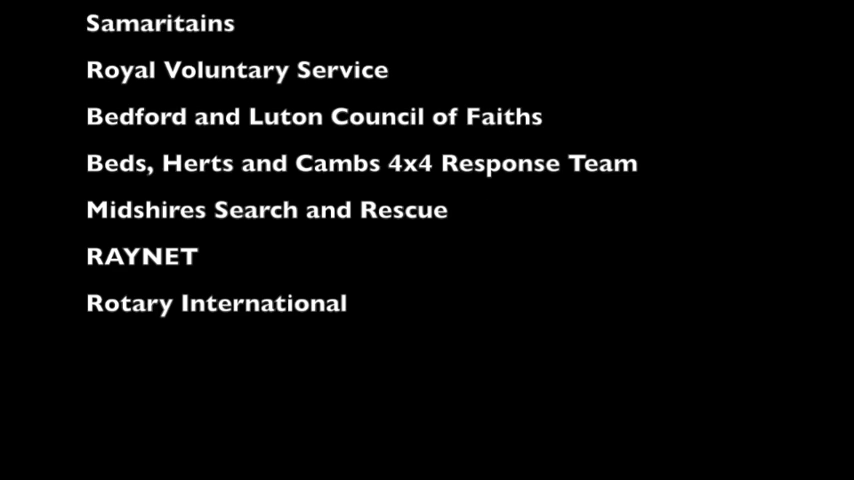 Samaritains
Royal Voluntary Service
Bedford and Luton Council of Faiths
Beds, Herts and Cambs 4x4 Response Team
Midshires Search and Rescue
RAYNET
Rotary International